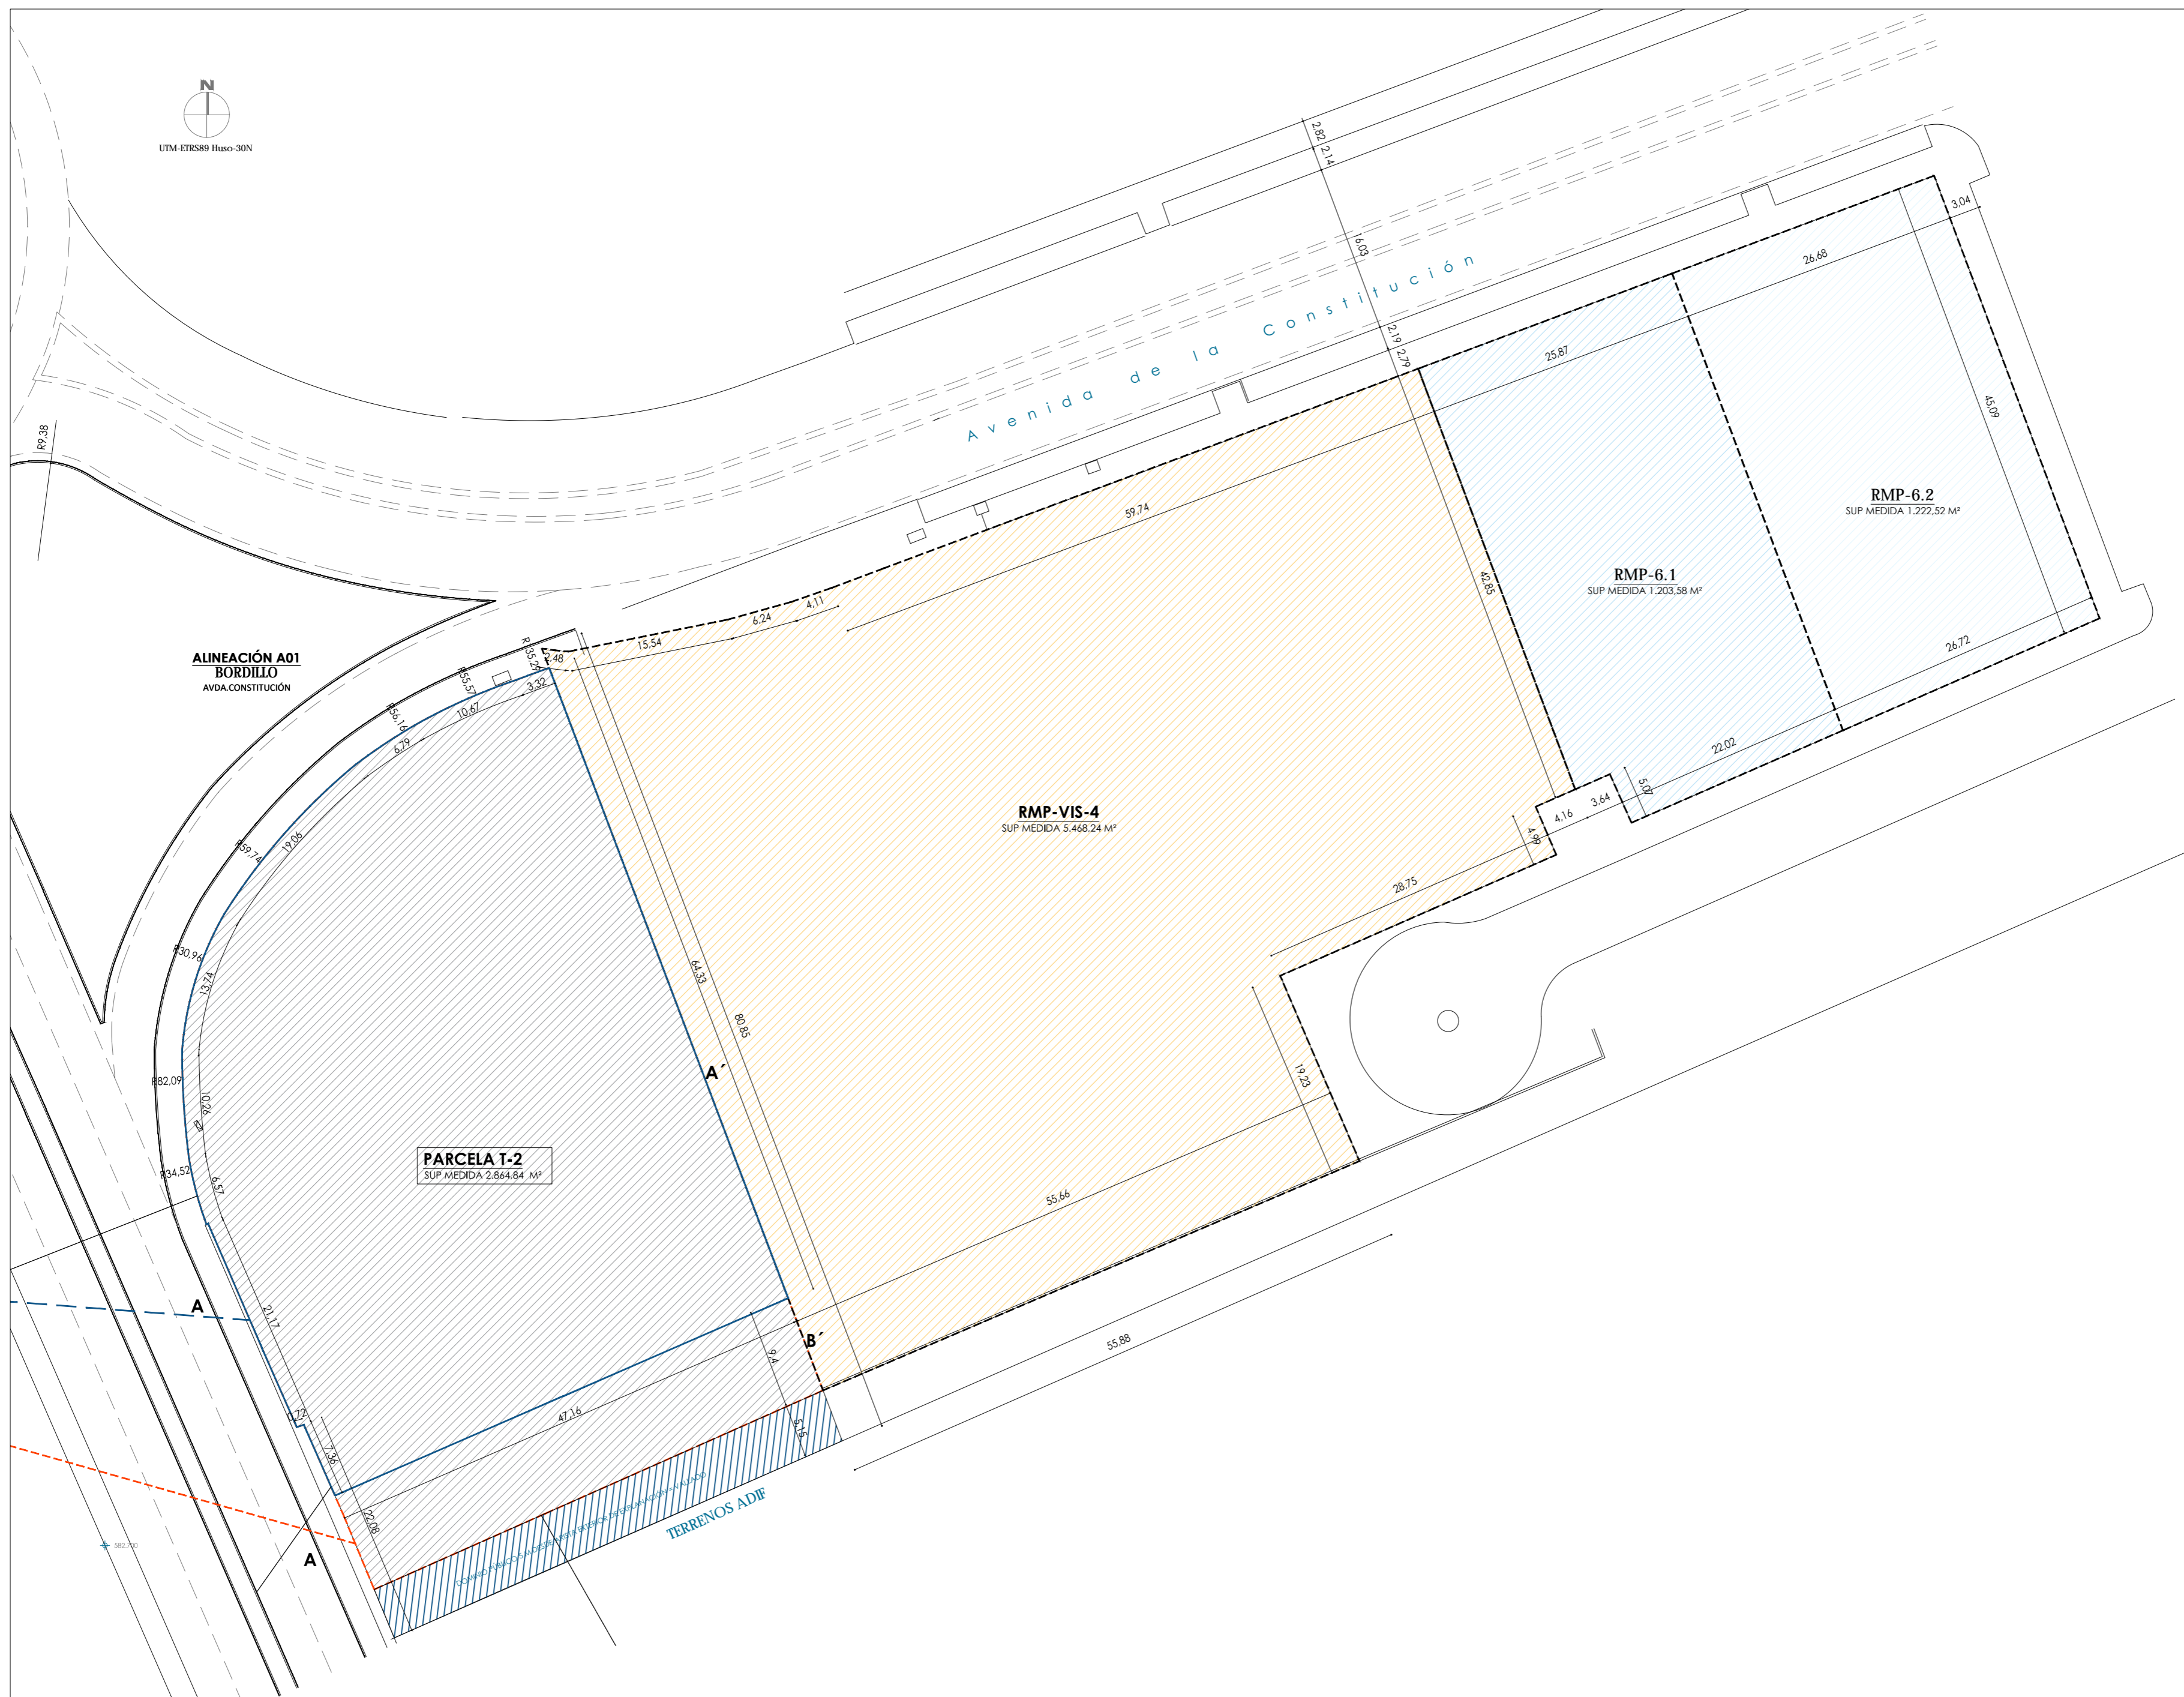 N
UTM-ETRS89 Huso-30N
2,82
2,14
16,03
2,19
2,79
3,04
26,68
25,87
45,09
Avenida de la Constitución
R9,38
59,74
RMP-6.2
SUP MEDIDA 1.222,52 M²
RMP-6.1
SUP MEDIDA 1.203,58 M²
42,85
4,11
6,24
15,54
2,48
R135,29
R55,57
3,32
10,67
R56,16
6,79
ALINEACIÓN A01
BORDILLO
AVDA.CONSTITUCIÓN
26,72
22,02
5,07
3,64
4,16
4,99
28,75
RMP-VIS-4
SUP MEDIDA 5.468,24 M²
R59,74
19,06
R30,96
13,74
64,33
80,85
A´
R82,09
10,26
19,23
PARCELA T-2
SUP MEDIDA 2.864,84 M²
R34,52
6,57
55,66
A
21,17
B´
9,4
55,88
0,72
47,16
7,36
5,15
22,08
TERRENOS ADIF
582,700
A